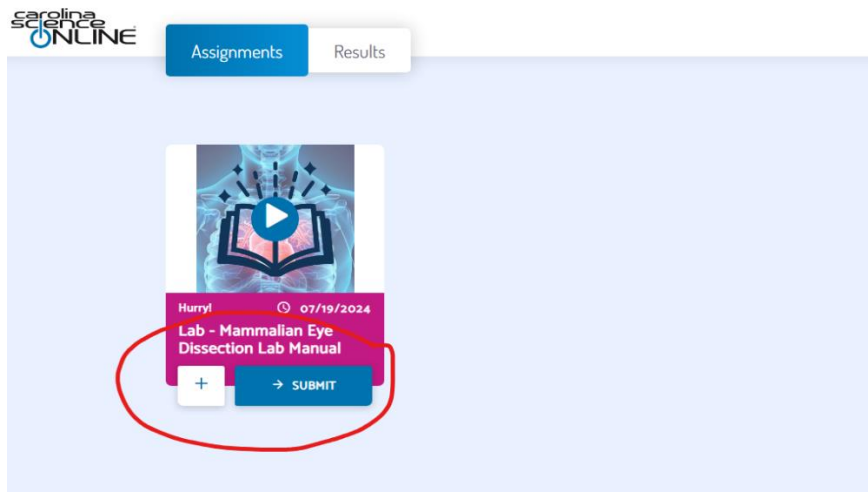 carolina
science
ONLINE
Assignments Results
Hurry! 07/19/2024
Lab - Mammalian Eye
Dissection Lab Manual
+ → SUBMIT